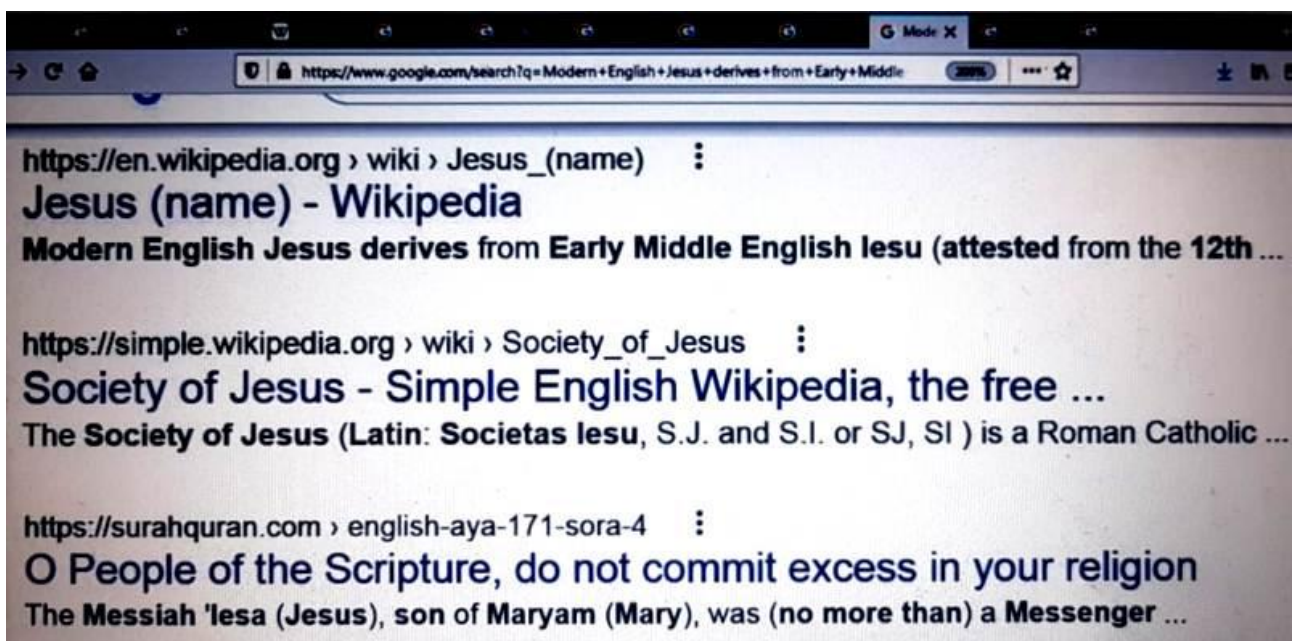 G Mode X
https://www.google.com/search?q=Modern+English+Jesus+derives+from+Early+Middle 200%
https://en.wikipedia.org › wiki › Jesus_(name)
Jesus (name) - Wikipedia
Modern English Jesus derives from Early Middle English Iesu (attested from the 12th ...
https://simple.wikipedia.org › wiki › Society_of_Jesus
Society of Jesus - Simple English Wikipedia, the free ...
The Society of Jesus (Latin: Societas Iesu, S.J. and S.I. or SJ, SI ) is a Roman Catholic ...
https://surahquran.com › english-aya-171-sora-4
O People of the Scripture, do not commit excess in your religion
The Messiah 'Iesa (Jesus), son of Maryam (Mary), was (no more than) a Messenger ...